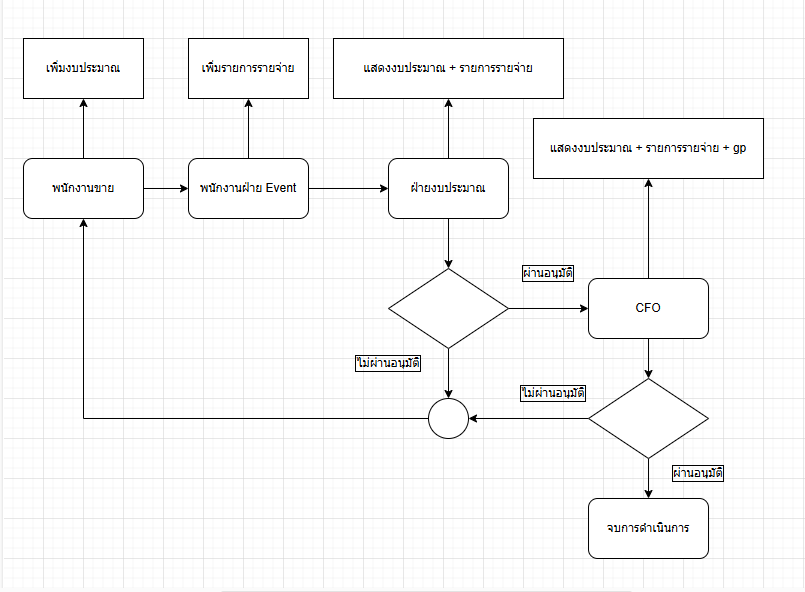 เพิ่มงบประมาณ
เพิ่มรายการรายจ่าย
แสดงงบประมาณ + รายการรายจ่าย
แสดงงบประมาณ + รายการรายจ่าย + gp
พนักงานขาย
พนักงานฝ่าย Event
ฝ่ายงบประมาณ
ผ่านอนุมัติ
CFO
ไม่ผ่านอนุมัติ
ไม่ผ่านอนุมัติ
ผ่านอนุมัติ
จบการดำเนินการ